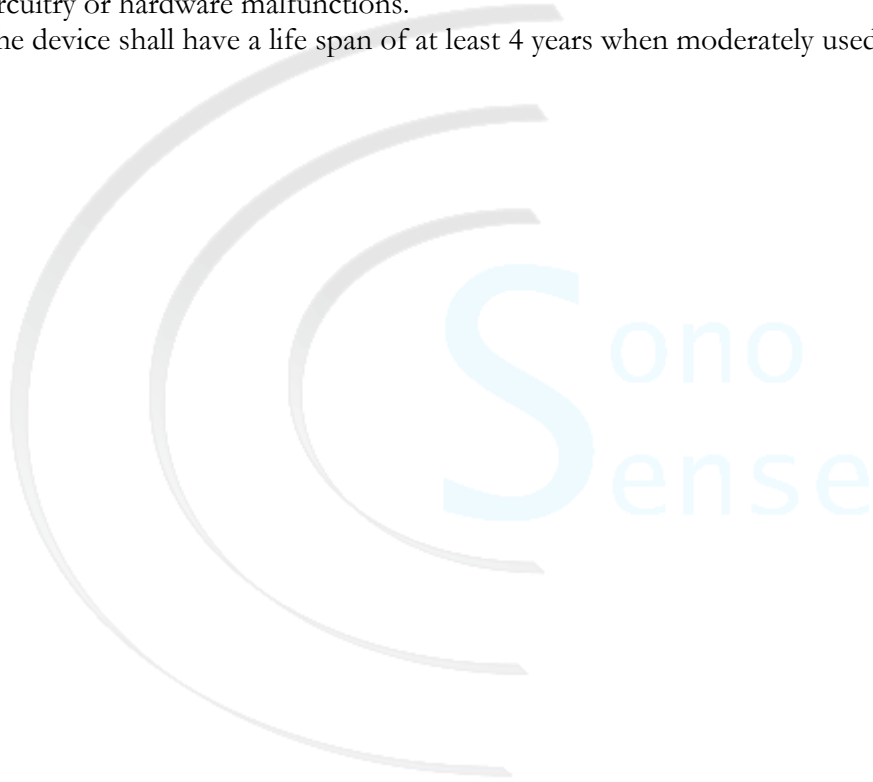 rcuitry or hardware malfunctions.
he device shall have a life span of at least 4 years when moderately used
Sono
Sense